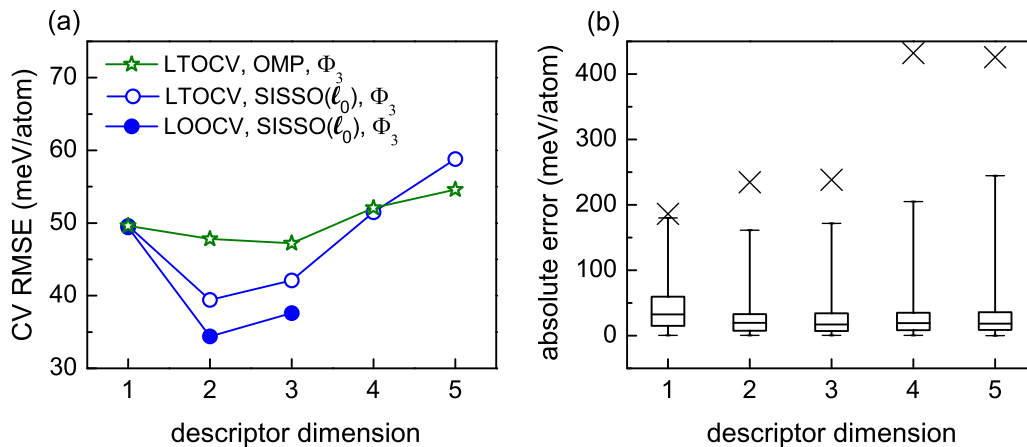 (a)
CV RMSE (meV/atom)
70
60
50
40
30
LTOCV, OMP, Φ₃
LTOCV, SISSO(ℓ₀), Φ₃
LOOCV, SISSO(ℓ₀), Φ₃
1 2 3 4 5
descriptor dimension
(b)
absolute error (meV/atom)
400
300
200
100
0
1 2 3 4 5
descriptor dimension